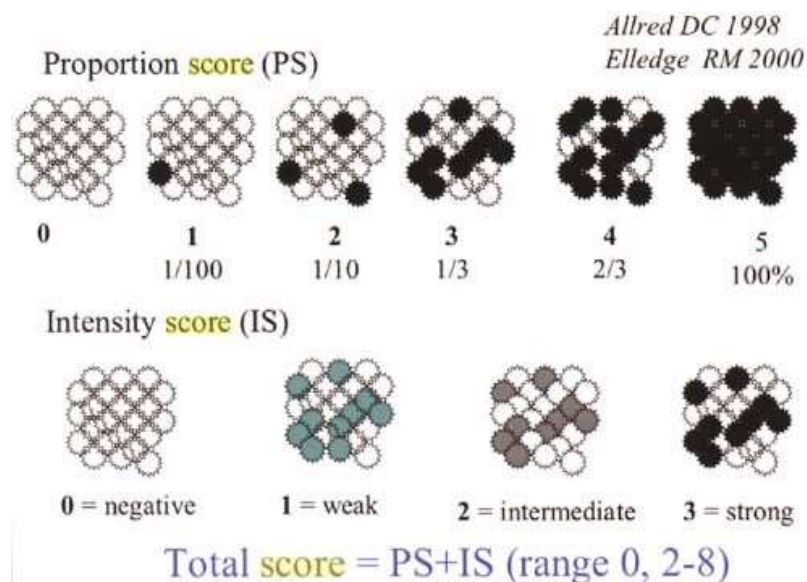 Allred DC 1998
Elledge RM 2000
Proportion score (PS)
0 1 2 3 4 5
1/100 1/10 1/3 2/3 100%
Intensity score (IS)
0 = negative 1 = weak 2 = intermediate 3 = strong
Total score = PS+IS (range 0, 2-8)